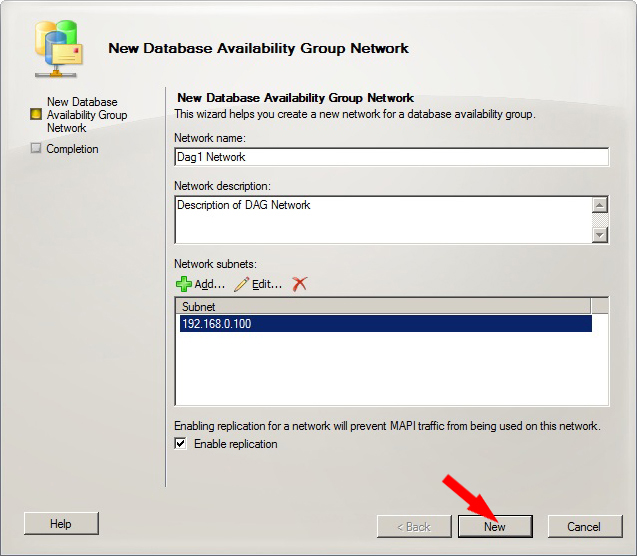 New Database Availability Group Network
New Database
Availability Group
Network
Completion
New Database Availability Group Network
This wizard helps you create a new network for a database availability group.
Network name:
Dag1 Network
Network description:
Description of DAG Network
Network subnets:
Add... Edit...
Subnet
192.168.0.100
Enabling replication for a network will prevent MAPI traffic from being used on this network.
Enable replication
Help < Back New Cancel